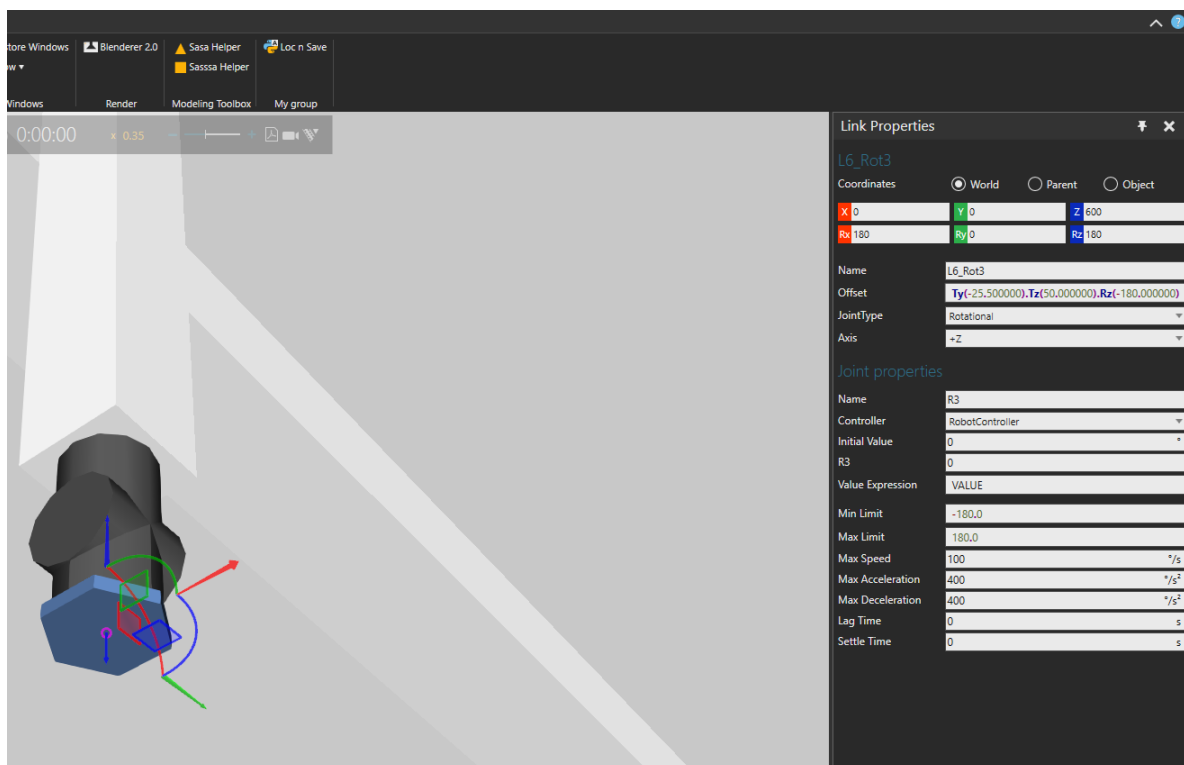 store Windows
Blenderer 2.0
Sasa Helper
Loc n Save
ow
Sasssa Helper
Windows
Render
Modeling Toolbox
My group
0:00:00
x 0.35
Link Properties
L6_Rot3
Coordinates World Parent Object
X 0 Y 0 Z 600
Rx 180 Ry 0 Rz 180
Name L6_Rot3
Offset Ty(-25.500000).Tz(50.000000).Rz(-180.000000)
JointType Rotational
Axis +Z
Joint properties
Name R3
Controller RobotController
Initial Value 0 °
R3 0
Value Expression VALUE
Min Limit -180.0
Max Limit 180.0
Max Speed 100 °/s
Max Acceleration 400 °/s²
Max Deceleration 400 °/s²
Lag Time 0 s
Settle Time 0 s